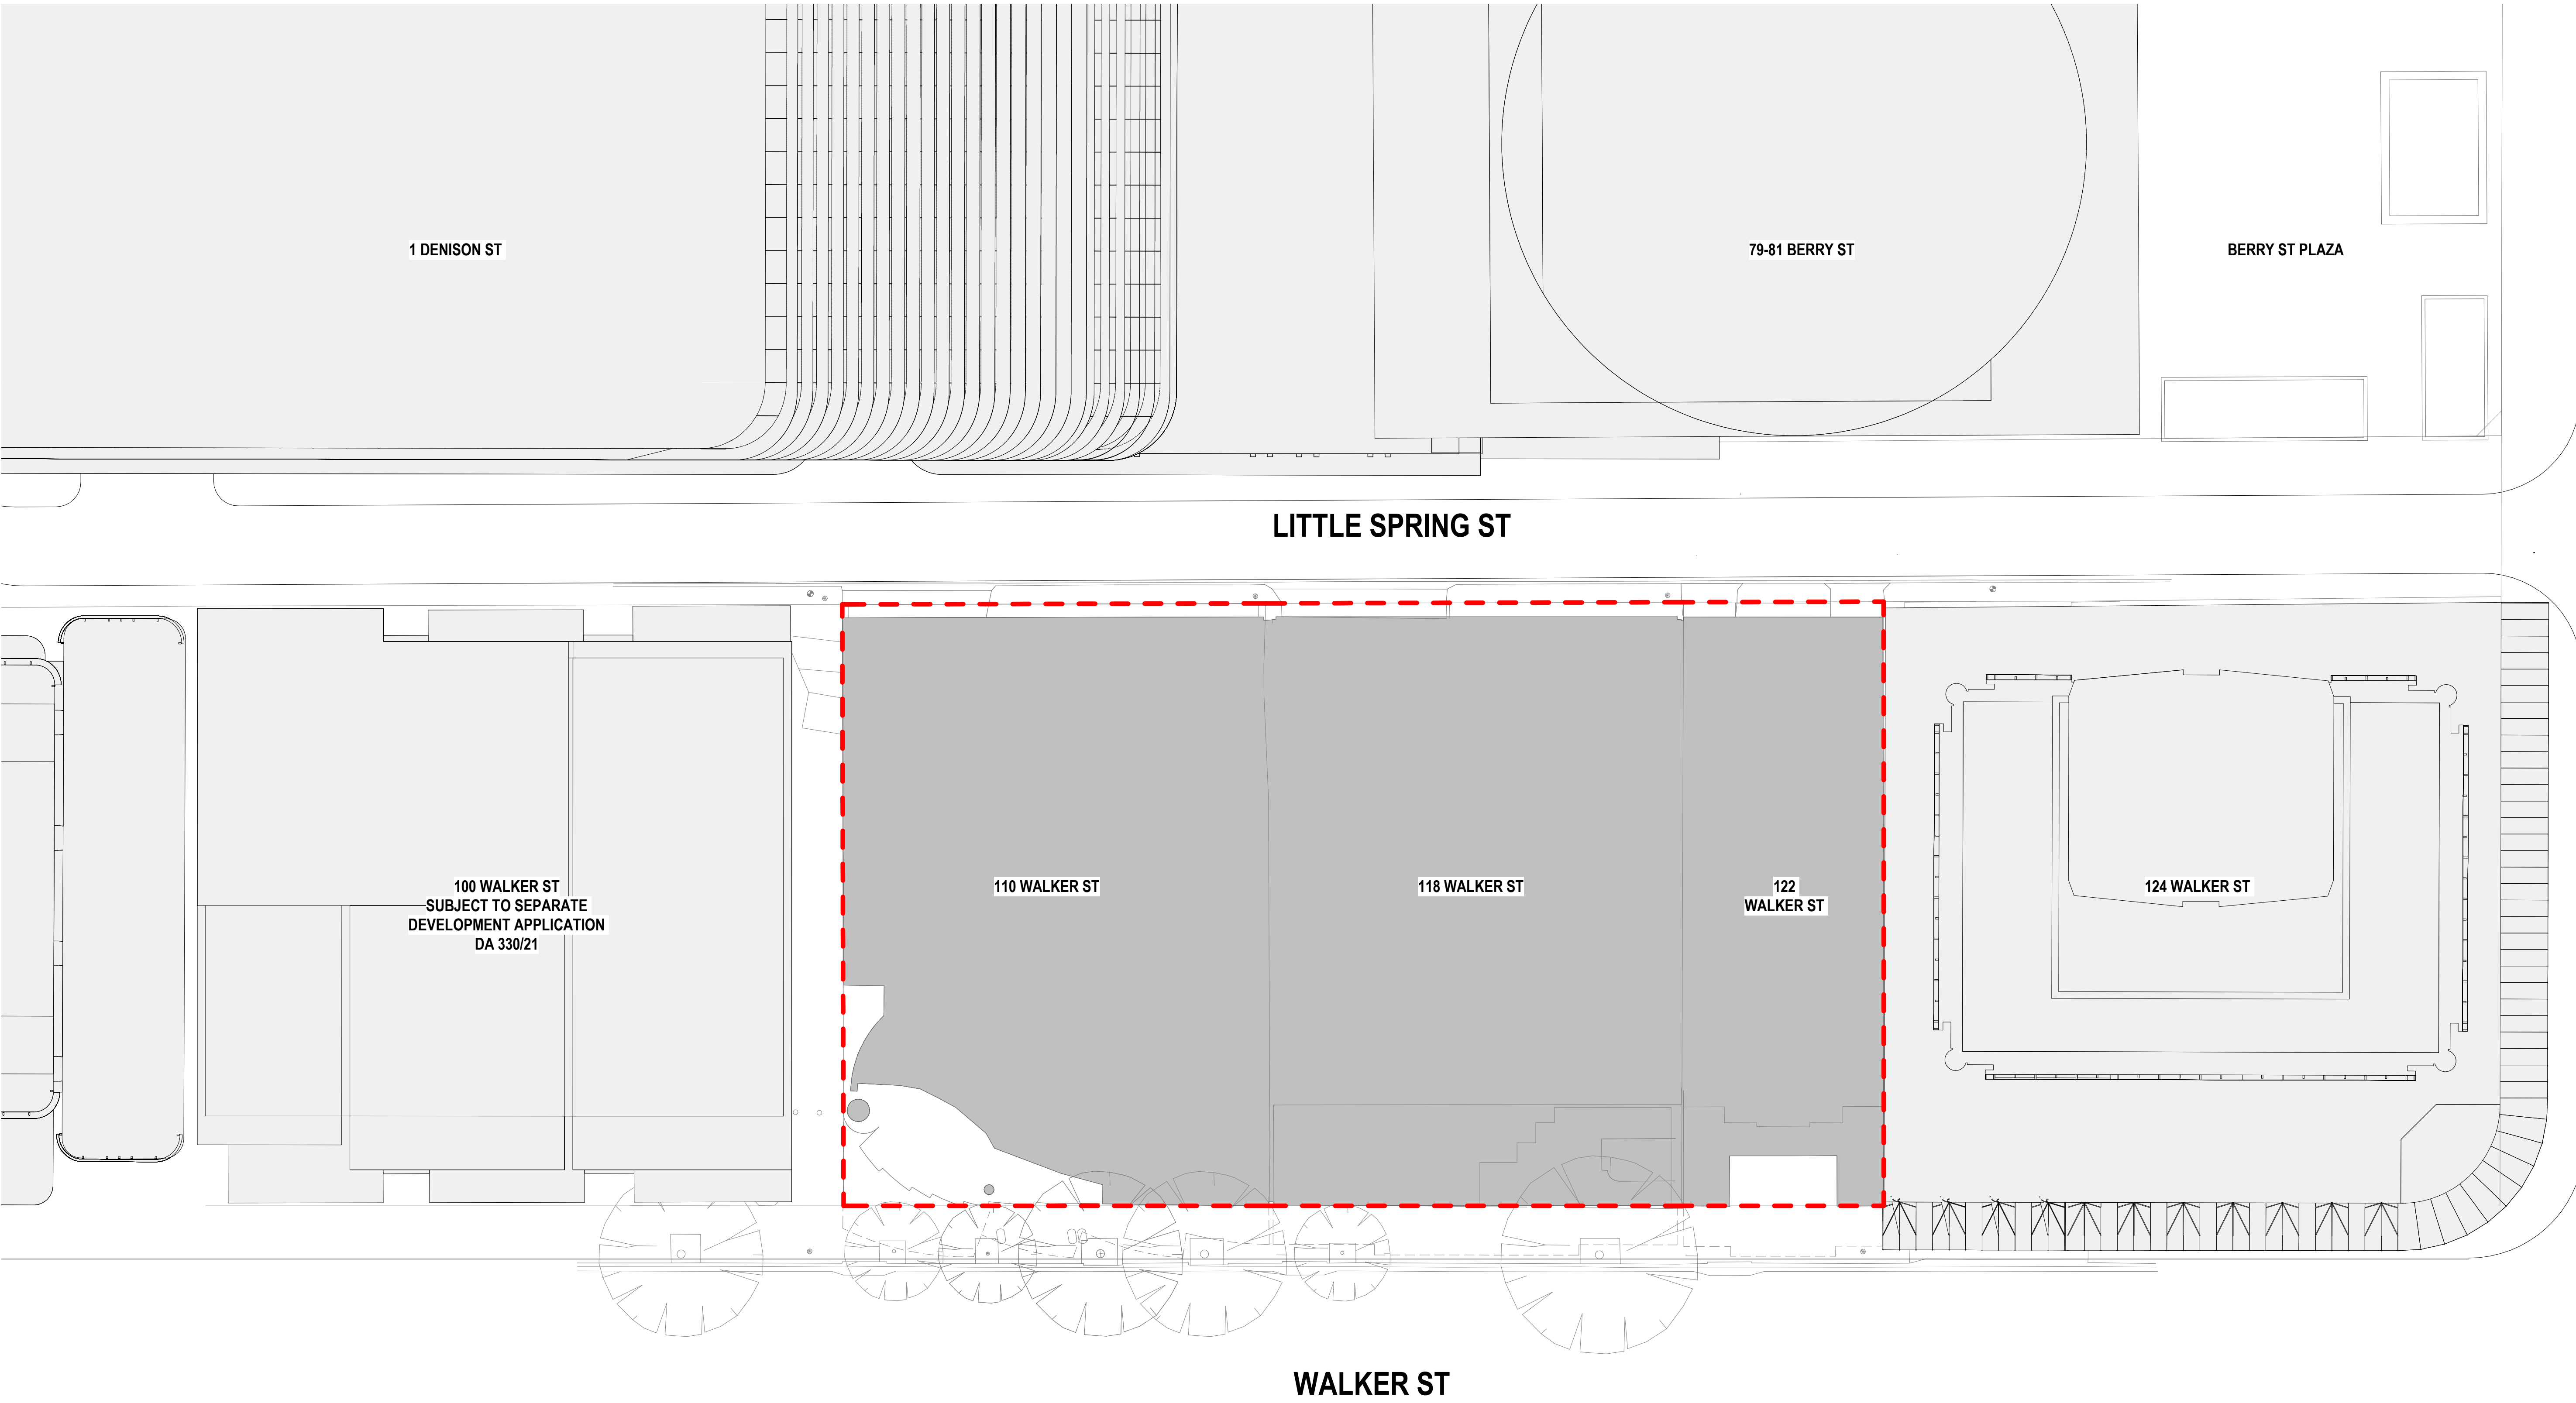 1 DENISON ST
79-81 BERRY ST
BERRY ST PLAZA
LITTLE SPRING ST
100 WALKER ST
SUBJECT TO SEPARATE
DEVELOPMENT APPLICATION
DA 330/21
110 WALKER ST
118 WALKER ST
122
WALKER ST
124 WALKER ST
WALKER ST